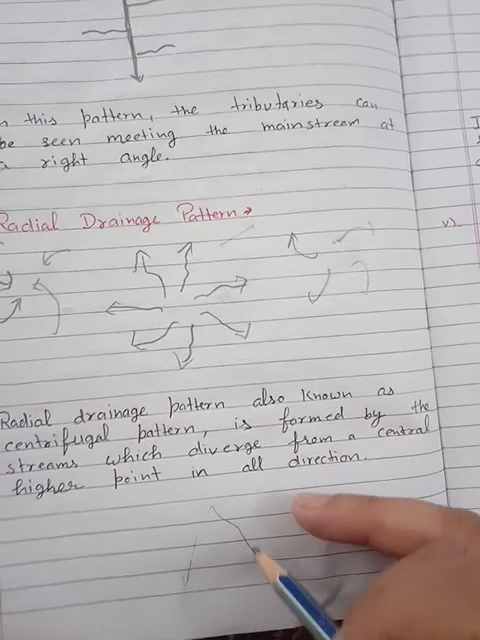 this pattern, the tributaries can
be seen meeting the mainstream at
a right angle.
Radial Drainage Pattern→
Radial drainage pattern also known as
centrifugal pattern, is formed by the
streams which diverge from a central
higher point in all direction.
v)